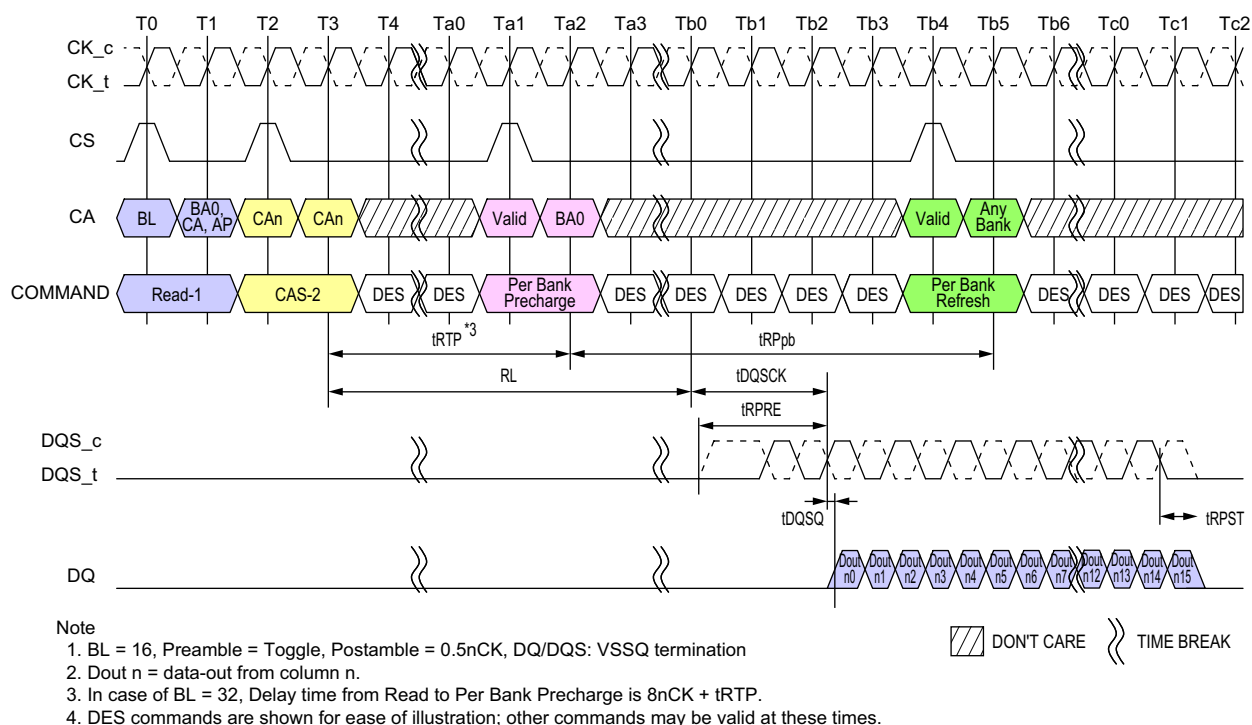 T0 T1 T2 T3 T4 Ta0 Ta1 Ta2 Ta3 Tb0 Tb1 Tb2 Tb3 Tb4 Tb5 Tb6 Tc0 Tc1 Tc2
CK_c
CK_t
CS
CA BL BA0, CA, AP CAn CAn Valid BA0 Valid Any Bank
COMMAND Read-1 CAS-2 DES DES Per Bank Precharge DES DES DES DES DES Per Bank Refresh DES DES DES DES
tRTP *3 tRPpb
RL tDQSCK
tRPRE
DQS_c
DQS_t
tDQSQ tRPST
DQ Dout n0 Dout n1 Dout n2 Dout n3 Dout n4 Dout n5 Dout n6 Dout n7 Dout n12 Dout n13 Dout n14 Dout n15
Note
1. BL = 16, Preamble = Toggle, Postamble = 0.5nCK, DQ/DQS: VSSQ termination
2. Dout n = data-out from column n.
3. In case of BL = 32, Delay time from Read to Per Bank Precharge is 8nCK + tRTP.
4. DES commands are shown for ease of illustration; other commands may be valid at these times.
DON'T CARE TIME BREAK